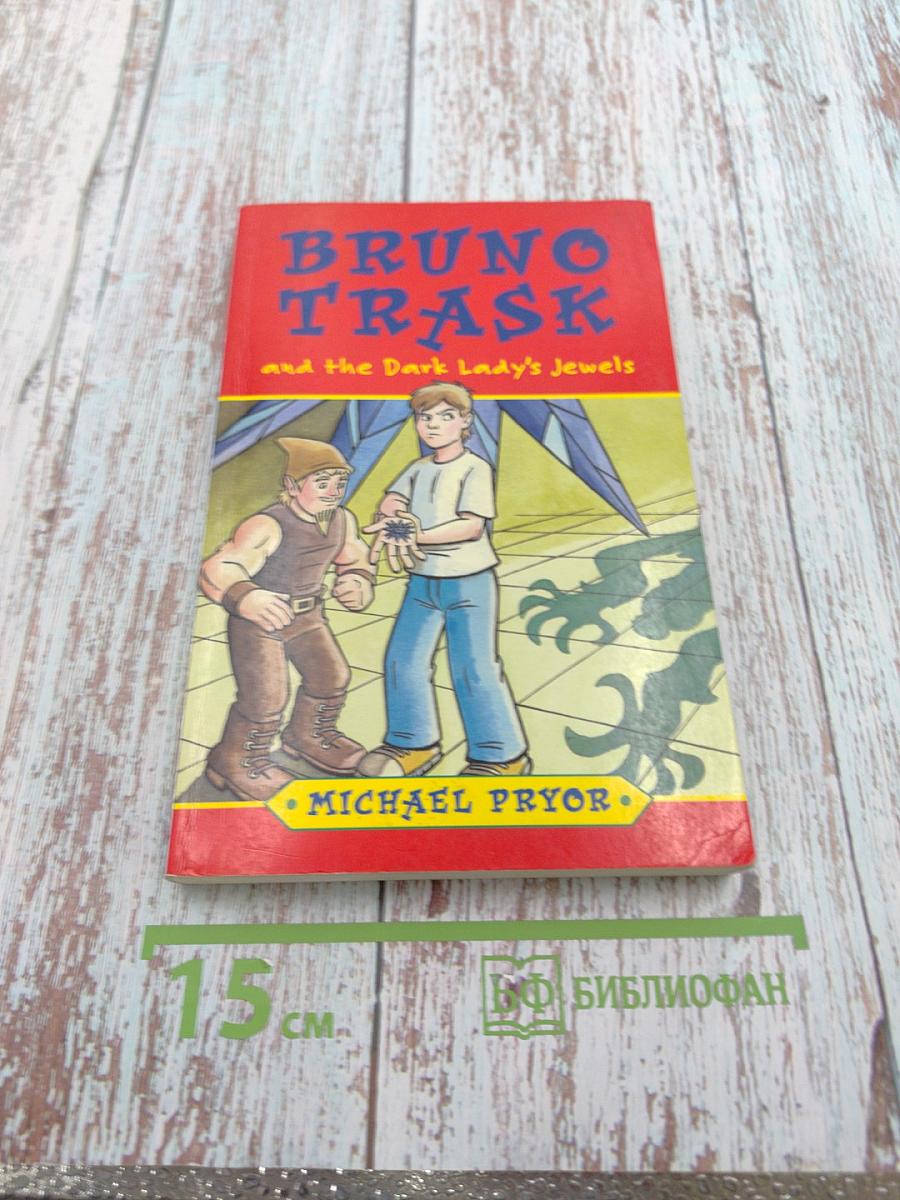 BRUNO
TRASK
and the Dark Lady's Jewels
MICHAEL PRYOR
15 см
БФ БИБЛИОФАН